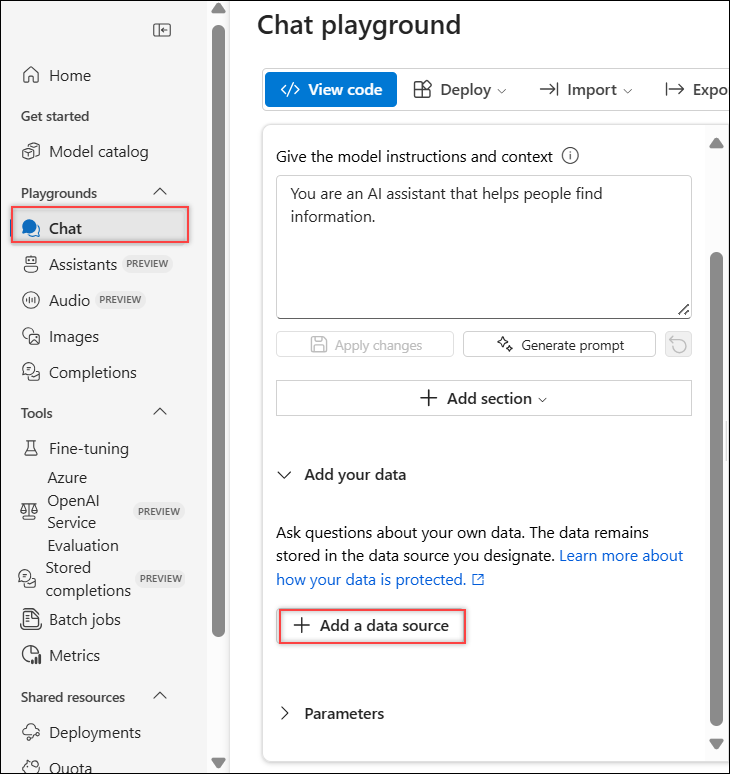 Home
Get started
Model catalog
Playgrounds
Chat
Assistants PREVIEW
Audio PREVIEW
Images
Completions
Tools
Fine-tuning
Azure
OpenAI
Service
Evaluation
PREVIEW
Stored
completions
PREVIEW
Batch jobs
Metrics
Shared resources
Deployments
Quota
Chat playground
</> View code Deploy Import Expo
Give the model instructions and context
You are an AI assistant that helps people find
information.
Apply changes Generate prompt
Add section
Add your data
Ask questions about your own data. The data remains
stored in the data source you designate. Learn more about
how your data is protected.
Add a data source
Parameters